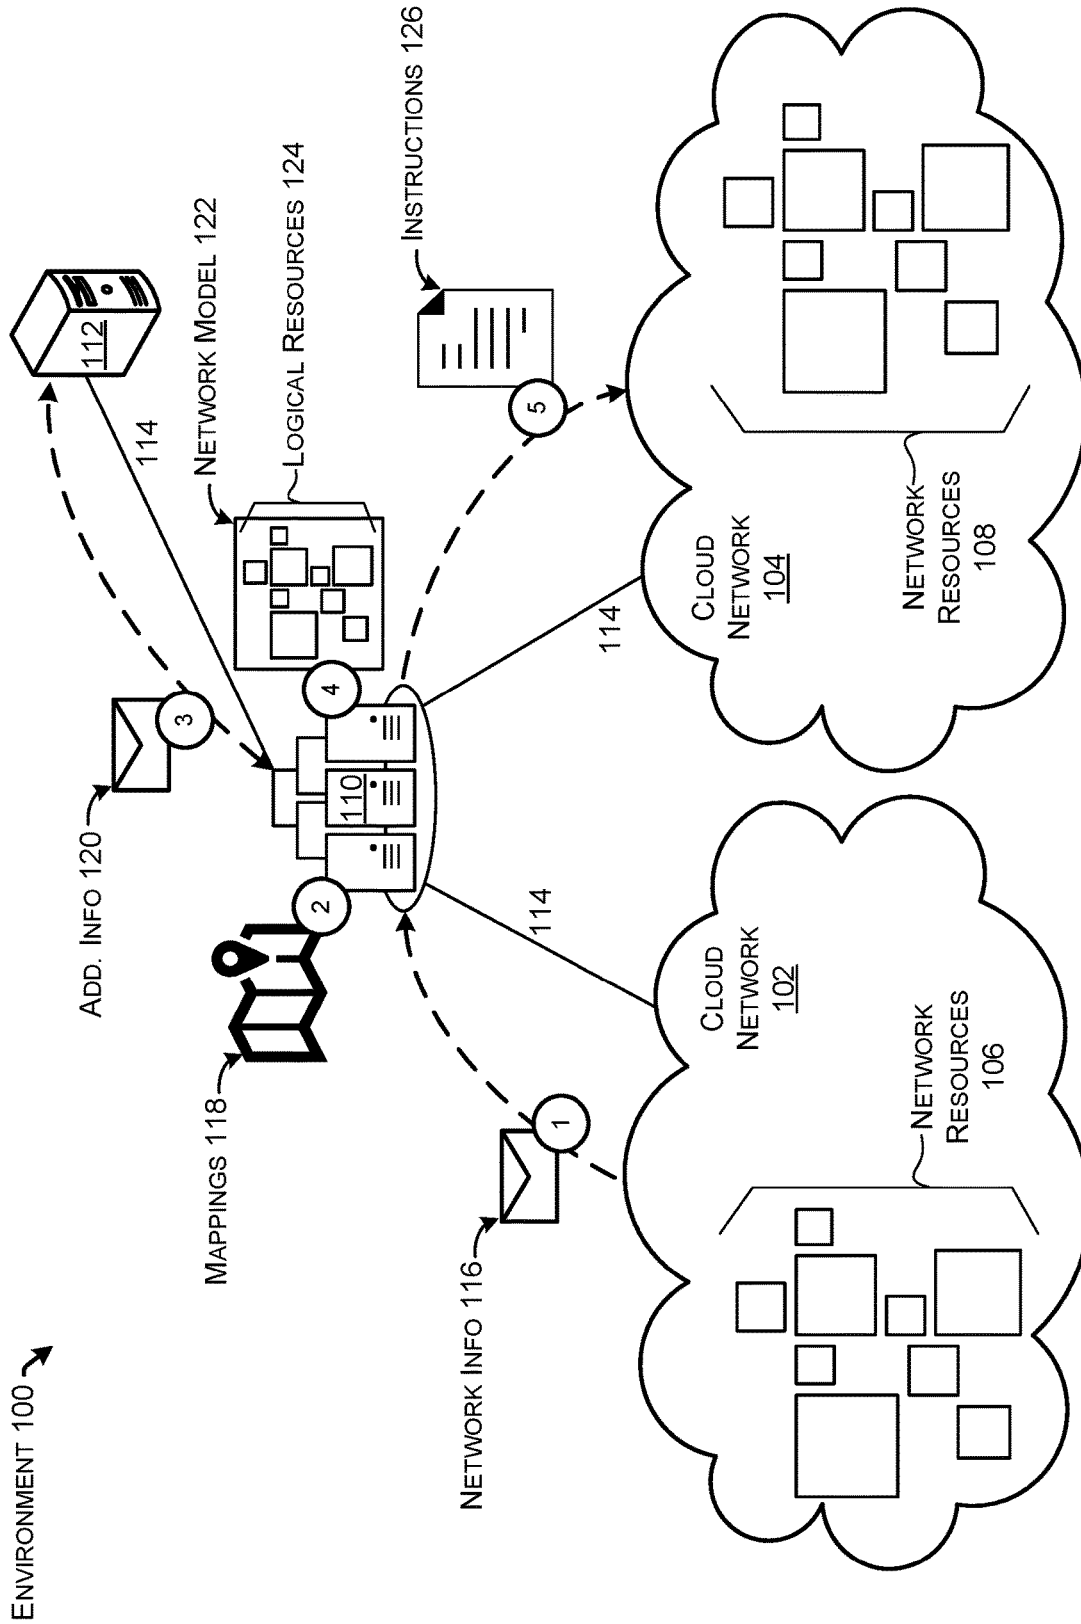 ENVIRONMENT 100
112
114
ADD. INFO 120
3
NETWORK MODEL 122
LOGICAL RESOURCES 124
MAPPINGS 118
2
110
4
INSTRUCTIONS 126
5
NETWORK INFO 116
1
114
114
CLOUD
NETWORK
102
NETWORK
RESOURCES
106
CLOUD
NETWORK
104
NETWORK
RESOURCES
108